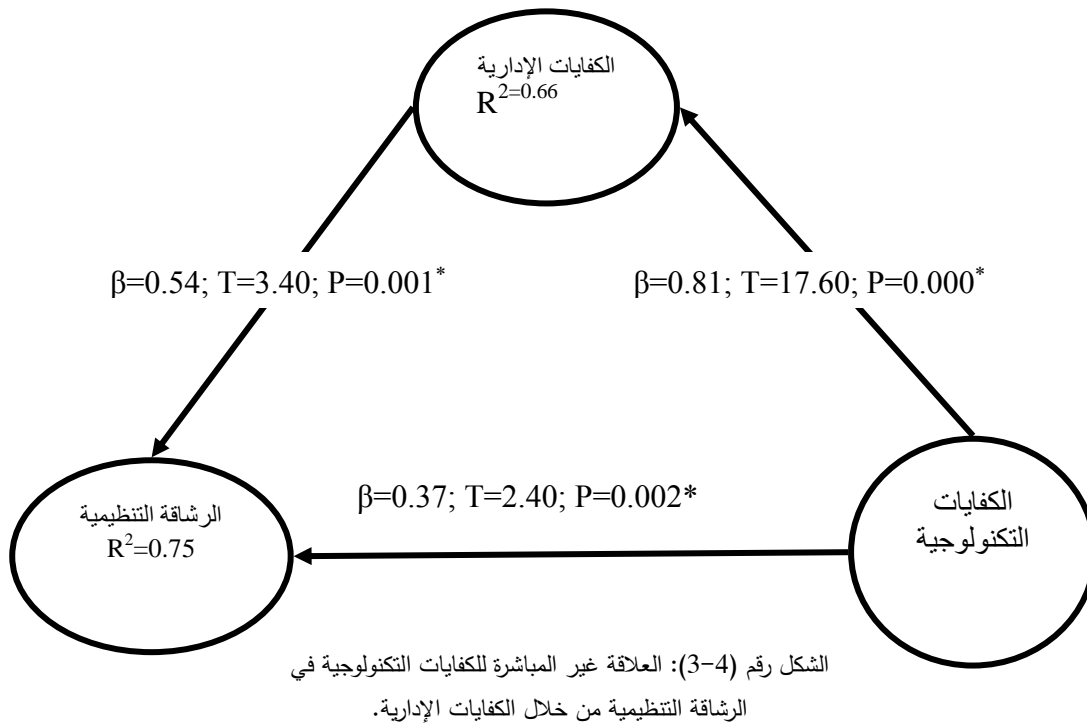 الكفايات الإدارية
R²=0.66
β=0.54; T=3.40; P=0.001*
β=0.81; T=17.60; P=0.000*
الرشاقة التنظيمية
R²=0.75
β=0.37; T=2.40; P=0.002*
الكفايات
التكنولوجية
الشكل رقم (4-3): العلاقة غير المباشرة للكفايات التكنولوجية في
الرشاقة التنظيمية من خلال الكفايات الإدارية.